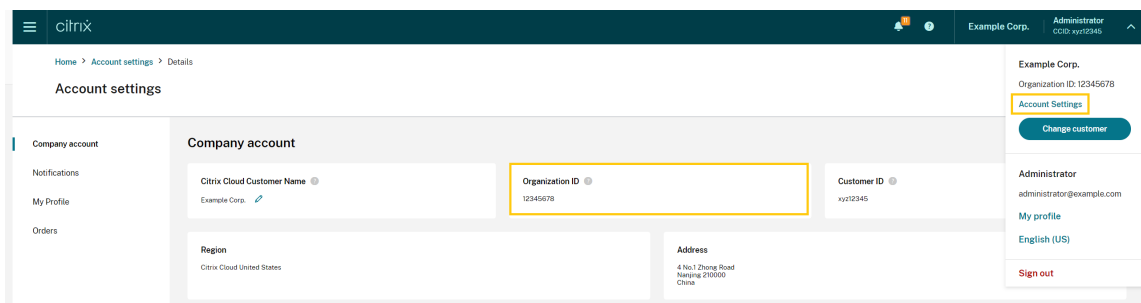 citrix
11
?
Example Corp.
Administrator
CCID: xyz12345
Home > Account settings > Details
Account settings
Example Corp.
Organization ID: 12345678
Account Settings
Change customer
Administrator
administrator@example.com
My profile
English (US)
Sign out
Company account
Notifications
My Profile
Orders
Company account
Citrix Cloud Customer Name ?
Example Corp.
Organization ID ?
12345678
Customer ID ?
xyz12345
Region
Citrix Cloud United States
Address
4 No.1 Zhong Road
Nanjing 210000
China